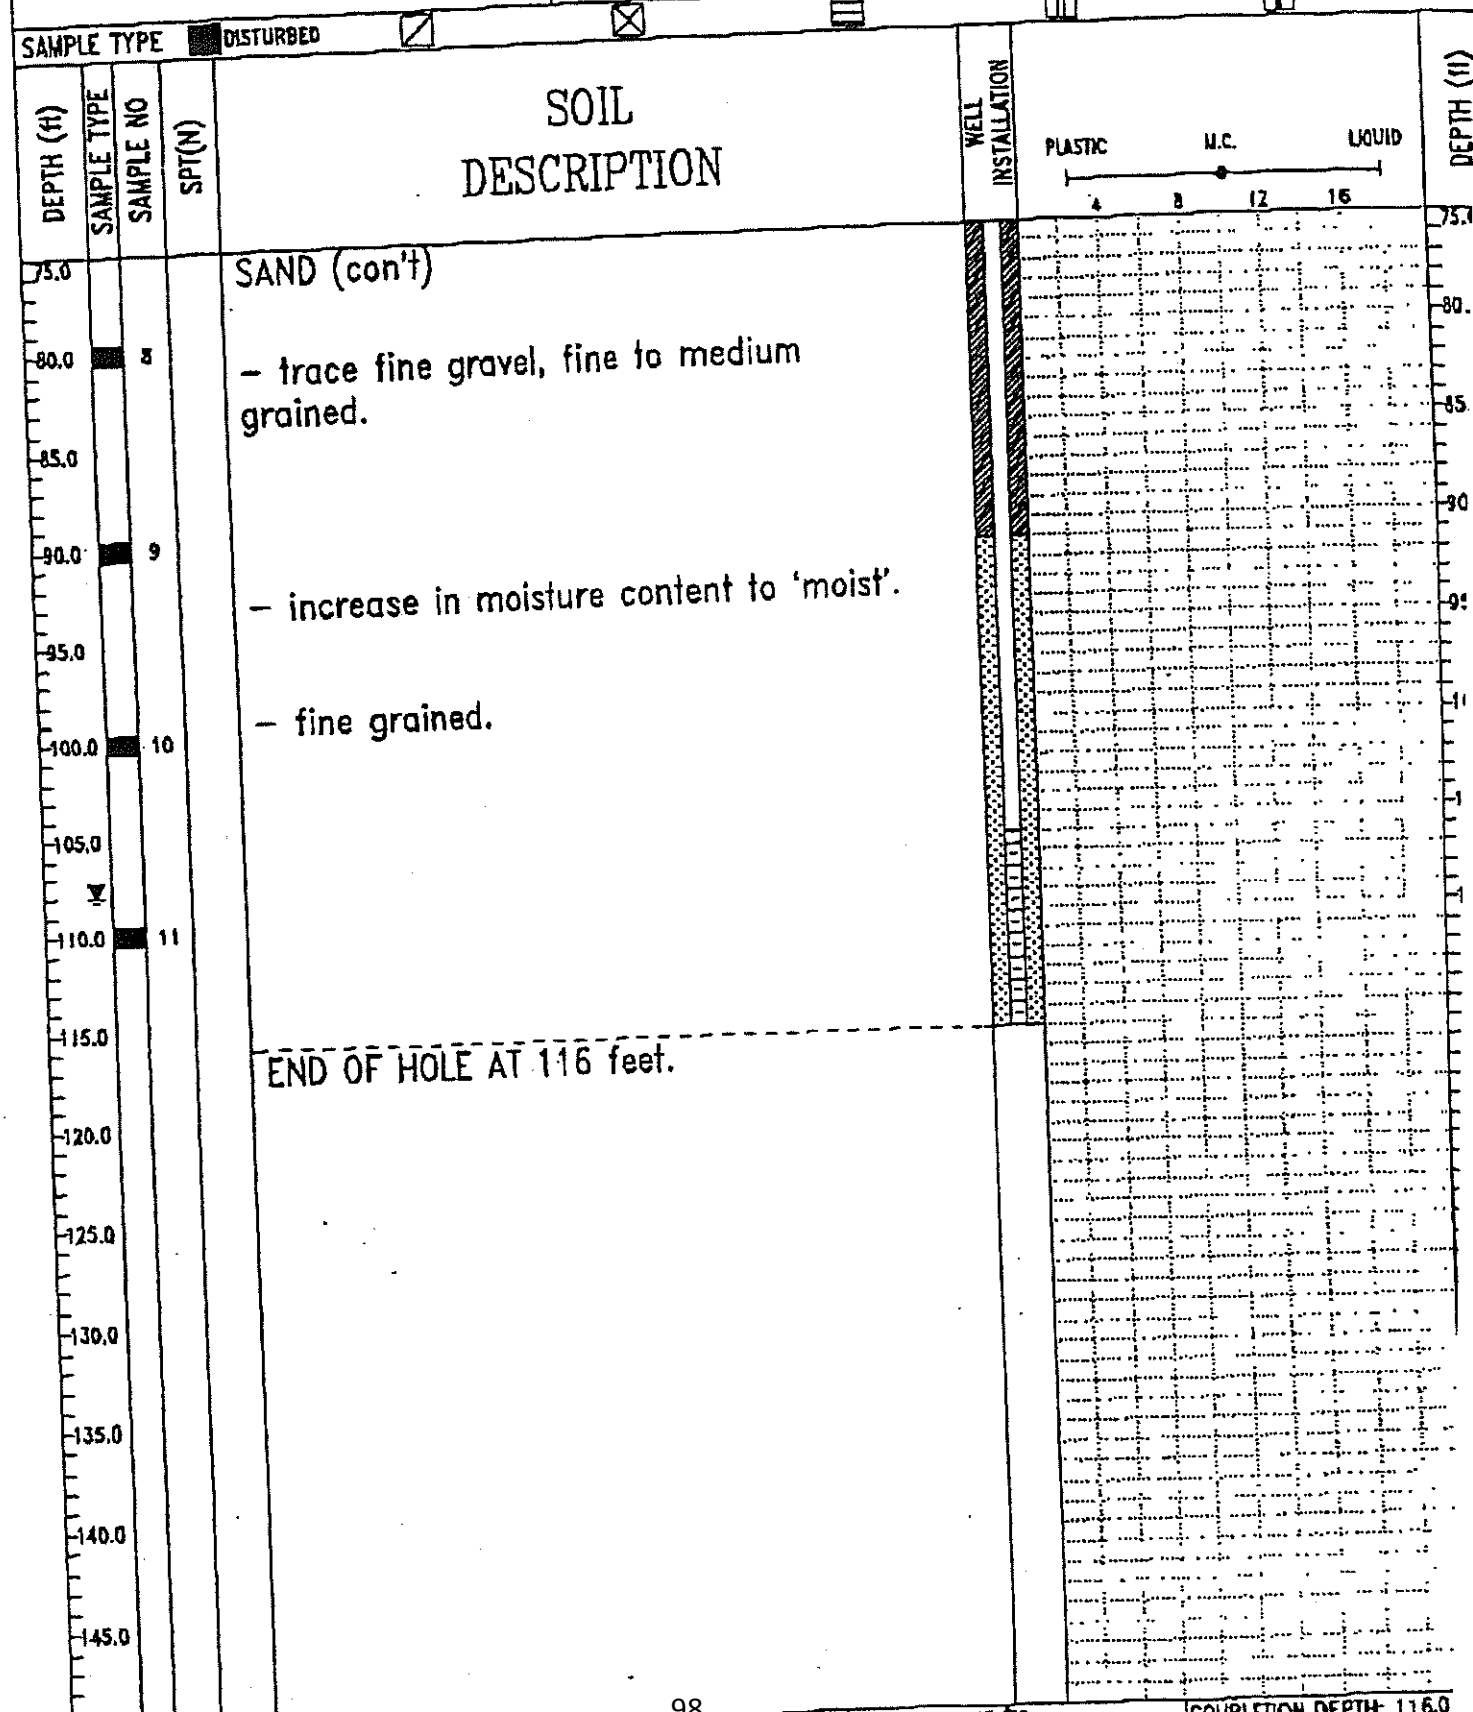 SAMPLE TYPE DISTURBED
DEPTH (ft)
SAMPLE TYPE
SAMPLE NO
SPT(N)
SOIL
DESCRIPTION
WELL
INSTALLATION
PLASTIC M.C. LIQUID
4 8 12 16
DEPTH (ft)
75.0 SAND (con't)
80.0 8 - trace fine gravel, fine to medium
grained.
85.0
90.0 9
- increase in moisture content to 'moist'.
95.0
- fine grained.
100.0 10
105.0
110.0 11
115.0
END OF HOLE AT 116 feet.
120.0
125.0
130.0
135.0
140.0
145.0
98
COMPLETION DEPTH: 116.0